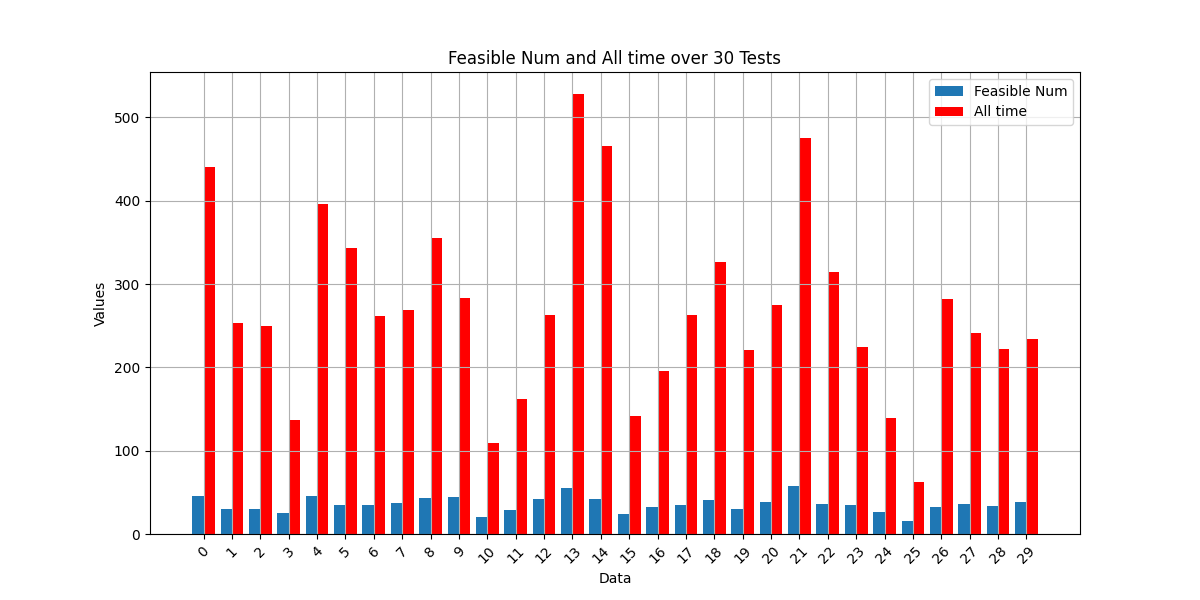 Feasible Num and All time over 30 Tests
Feasible Num
All time
500
400
300
200
100
0
Values
0 1 2 3 4 5 6 7 8 9 10 11 12 13 14 15 16 17 18 19 20 21 22 23 24 25 26 27 28 29
Data